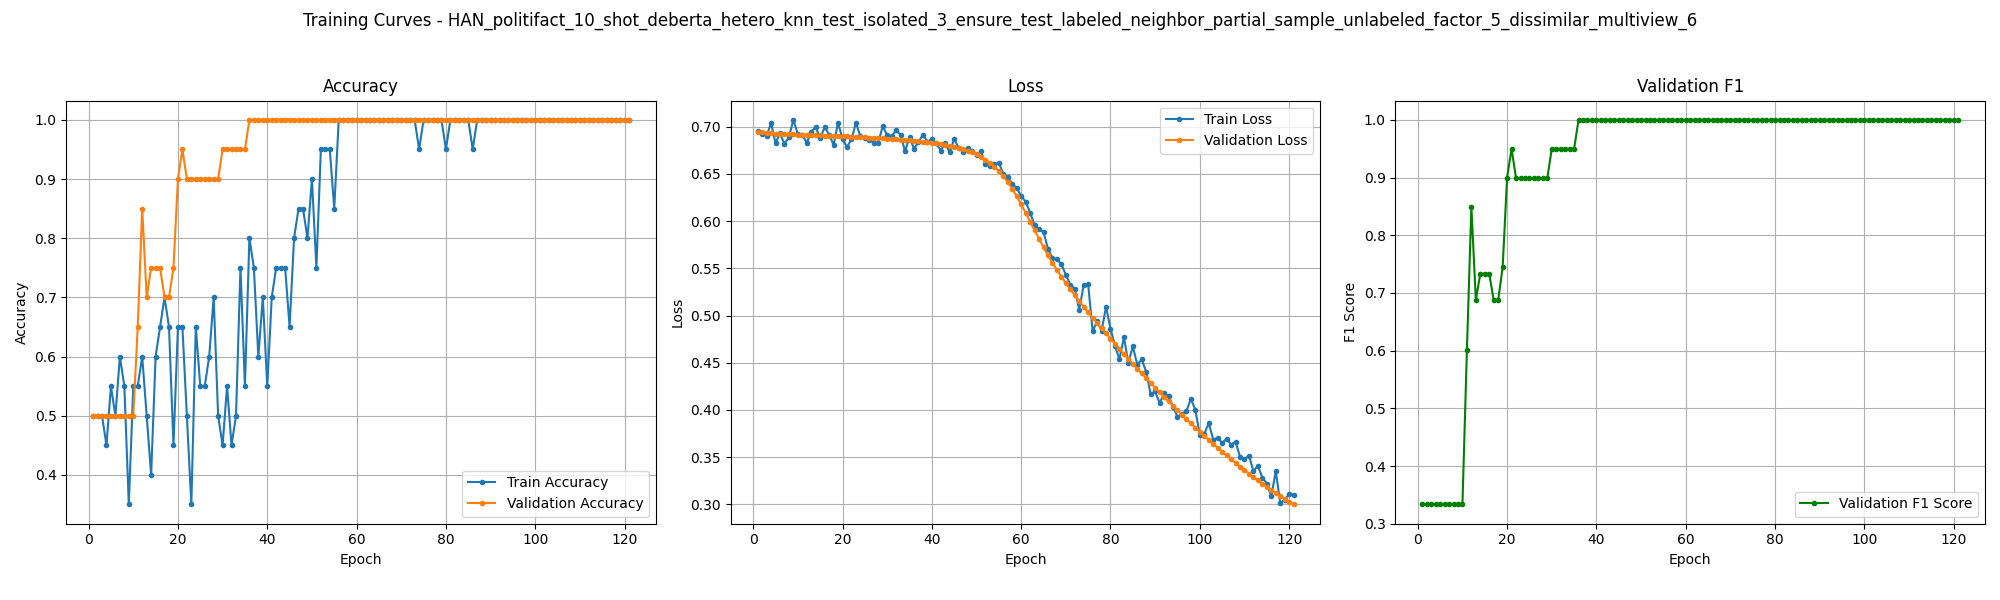 Training Curves - HAN_politifact_10_shot_deberta_hetero_knn_test_isolated_3_ensure_test_labeled_neighbor_partial_sample_unlabeled_factor_5_dissimilar_multiview_6
Accuracy
1.0
0.9
0.8
0.7
0.6
0.5
0.4
Accuracy
0 20 40 60 80 100 120
Epoch
Train Accuracy
Validation Accuracy
Loss
0.70
0.65
0.60
0.55
0.50
0.45
0.40
0.35
0.30
Loss
0 20 40 60 80 100 120
Epoch
Train Loss
Validation Loss
Validation F1
1.0
0.9
0.8
0.7
0.6
0.5
0.4
0.3
F1 Score
0 20 40 60 80 100 120
Epoch
Validation F1 Score